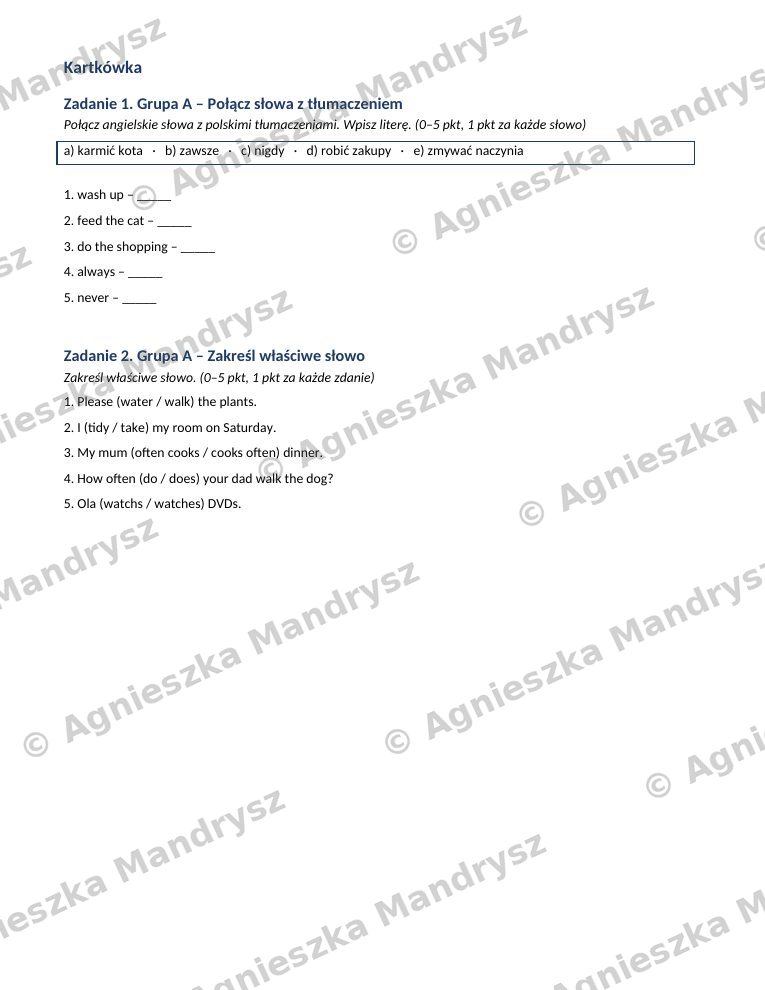 Kartkówka
Zadanie 1. Grupa A – Połącz słowa z tłumaczeniem
Połącz angielskie słowa z polskimi tłumaczeniami. Wpisz literę. (0–5 pkt, 1 pkt za każde słowo)
a) karmić kota · b) zawsze · c) nigdy · d) robić zakupy · e) zmywać naczynia
1. wash up – _____
2. feed the cat – _____
3. do the shopping – _____
4. always – _____
5. never – _____
Zadanie 2. Grupa A – Zakreśl właściwe słowo
Zakreśl właściwe słowo. (0–5 pkt, 1 pkt za każde zdanie)
1. Please (water / walk) the plants.
2. I (tidy / take) my room on Saturday.
3. My mum (often cooks / cooks often) dinner.
4. How often (do / does) your dad walk the dog?
5. Ola (watchs / watches) DVDs.
© Agnieszka Mandrysz